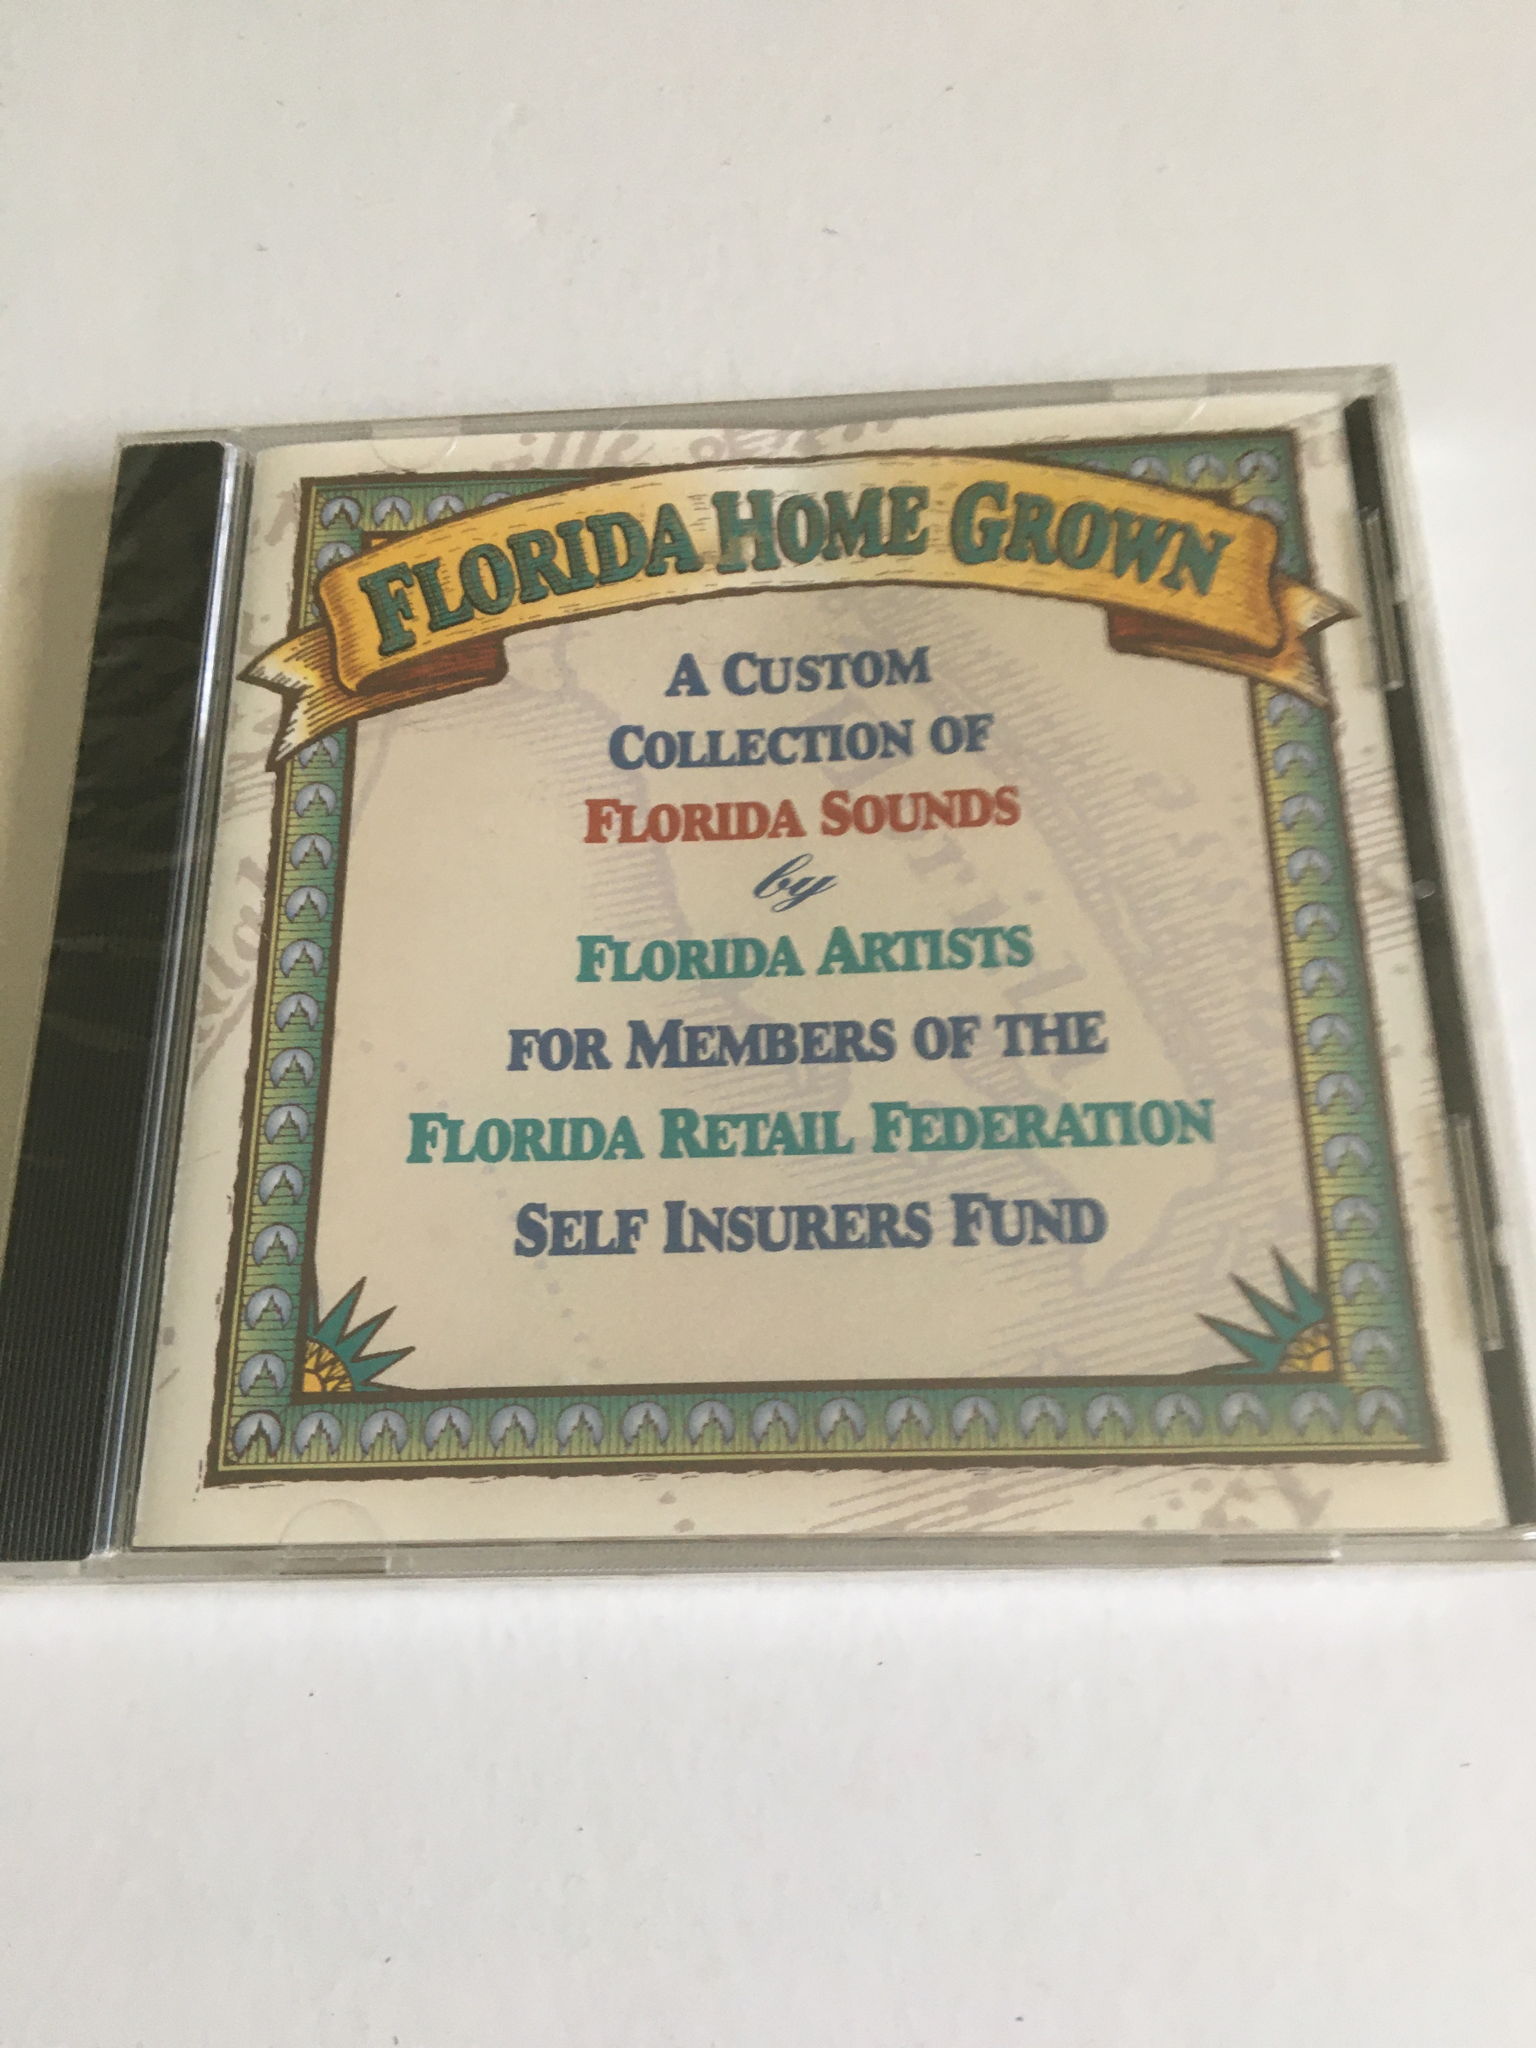 FLORIDA HOME GROWN
A CUSTOM
COLLECTION OF
FLORIDA SOUNDS
by
FLORIDA ARTISTS
FOR MEMBERS OF THE
FLORIDA RETAIL FEDERATION
SELF INSURERS FUND